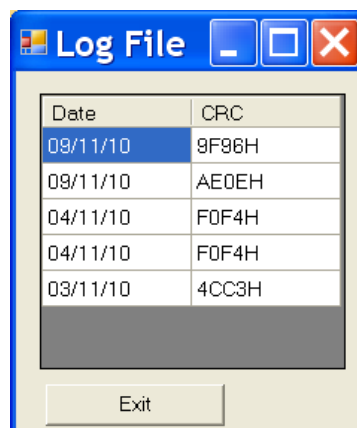 Log File
Date CRC
09/11/10 9F96H
09/11/10 AE0EH
04/11/10 F0F4H
04/11/10 F0F4H
03/11/10 4CC3H
Exit